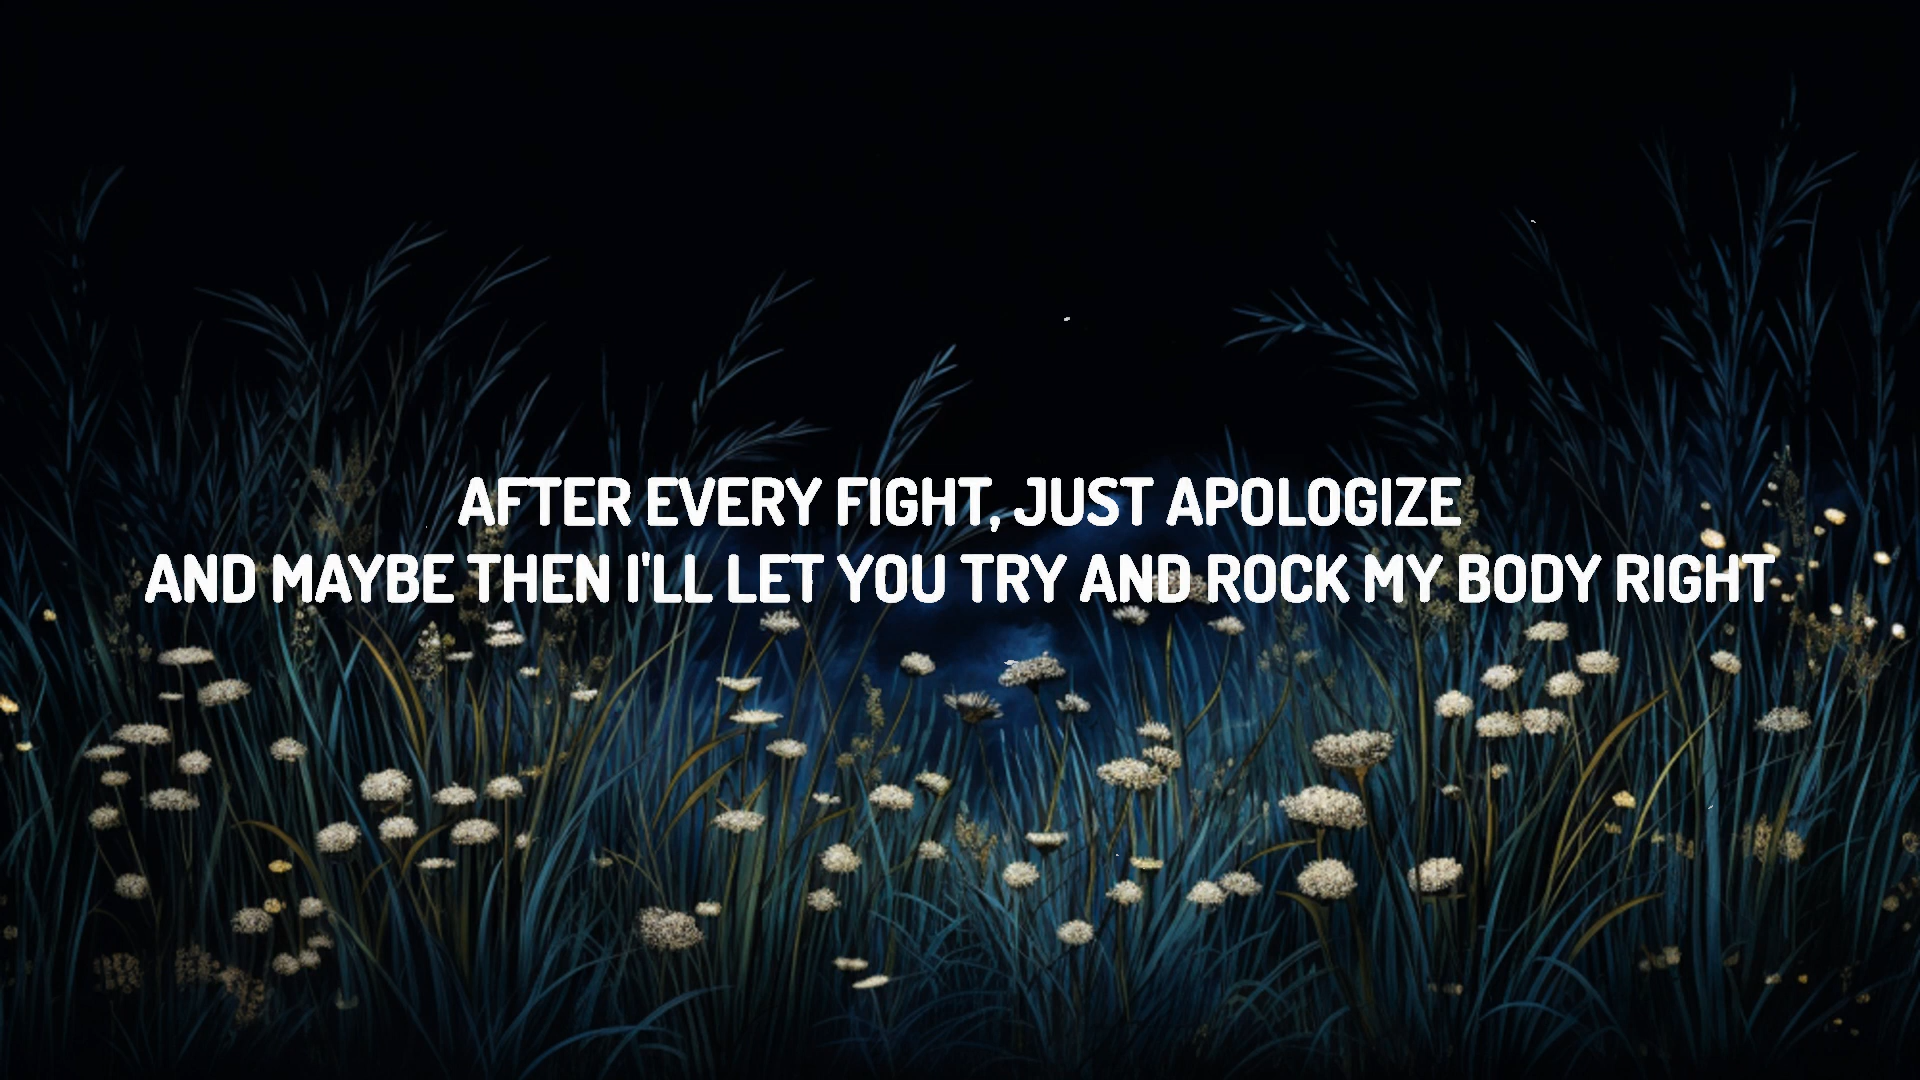 AFTER EVERY FIGHT, JUST APOLOGIZE
AND MAYBE THEN I'LL LET YOU TRY AND ROCK MY BODY RIGHT